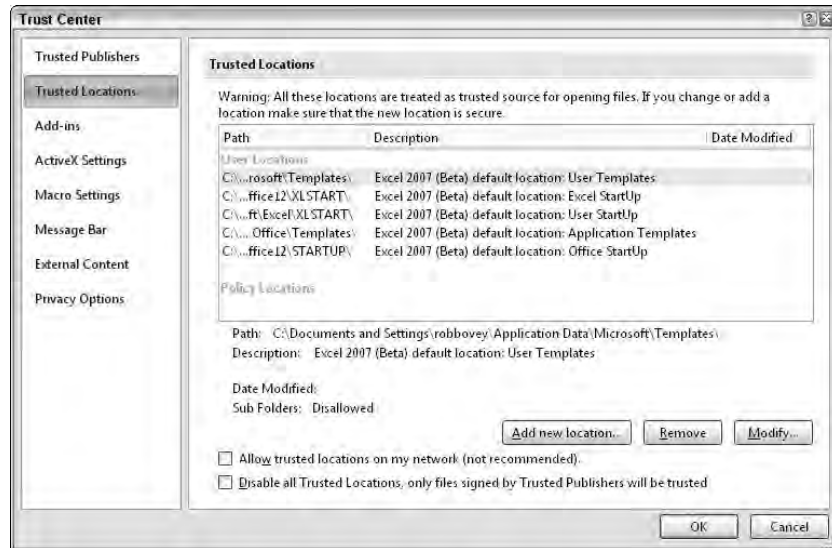 Trust Center
Trusted Publishers
Trusted Locations
Add-ins
ActiveX Settings
Macro Settings
Message Bar
External Content
Privacy Options
Trusted Locations
Warning: All these locations are treated as trusted source for opening files. If you change or add a
location make sure that the new location is secure.
Path Description Date Modified
User Locations
C:\...rosoft\Templates\ Excel 2007 (Beta) default location: User Templates
C:\...ffice12\XLSTART\ Excel 2007 (Beta) default location: Excel StartUp
C:\...ft\Excel\XLSTART\ Excel 2007 (Beta) default location: User StartUp
C:\... Office\Templates\ Excel 2007 (Beta) default location: Application Templates
C:\...ffice12\STARTUP\ Excel 2007 (Beta) default location: Office StartUp
Policy Locations
Path: C:\Documents and Settings\robbovey\Application Data\Microsoft\Templates\
Description: Excel 2007 (Beta) default location: User Templates
Date Modified:
Sub Folders: Disallowed
Add new location...
Remove
Modify...
Allow trusted locations on my network (not recommended).
Disable all Trusted Locations, only files signed by Trusted Publishers will be trusted
OK
Cancel